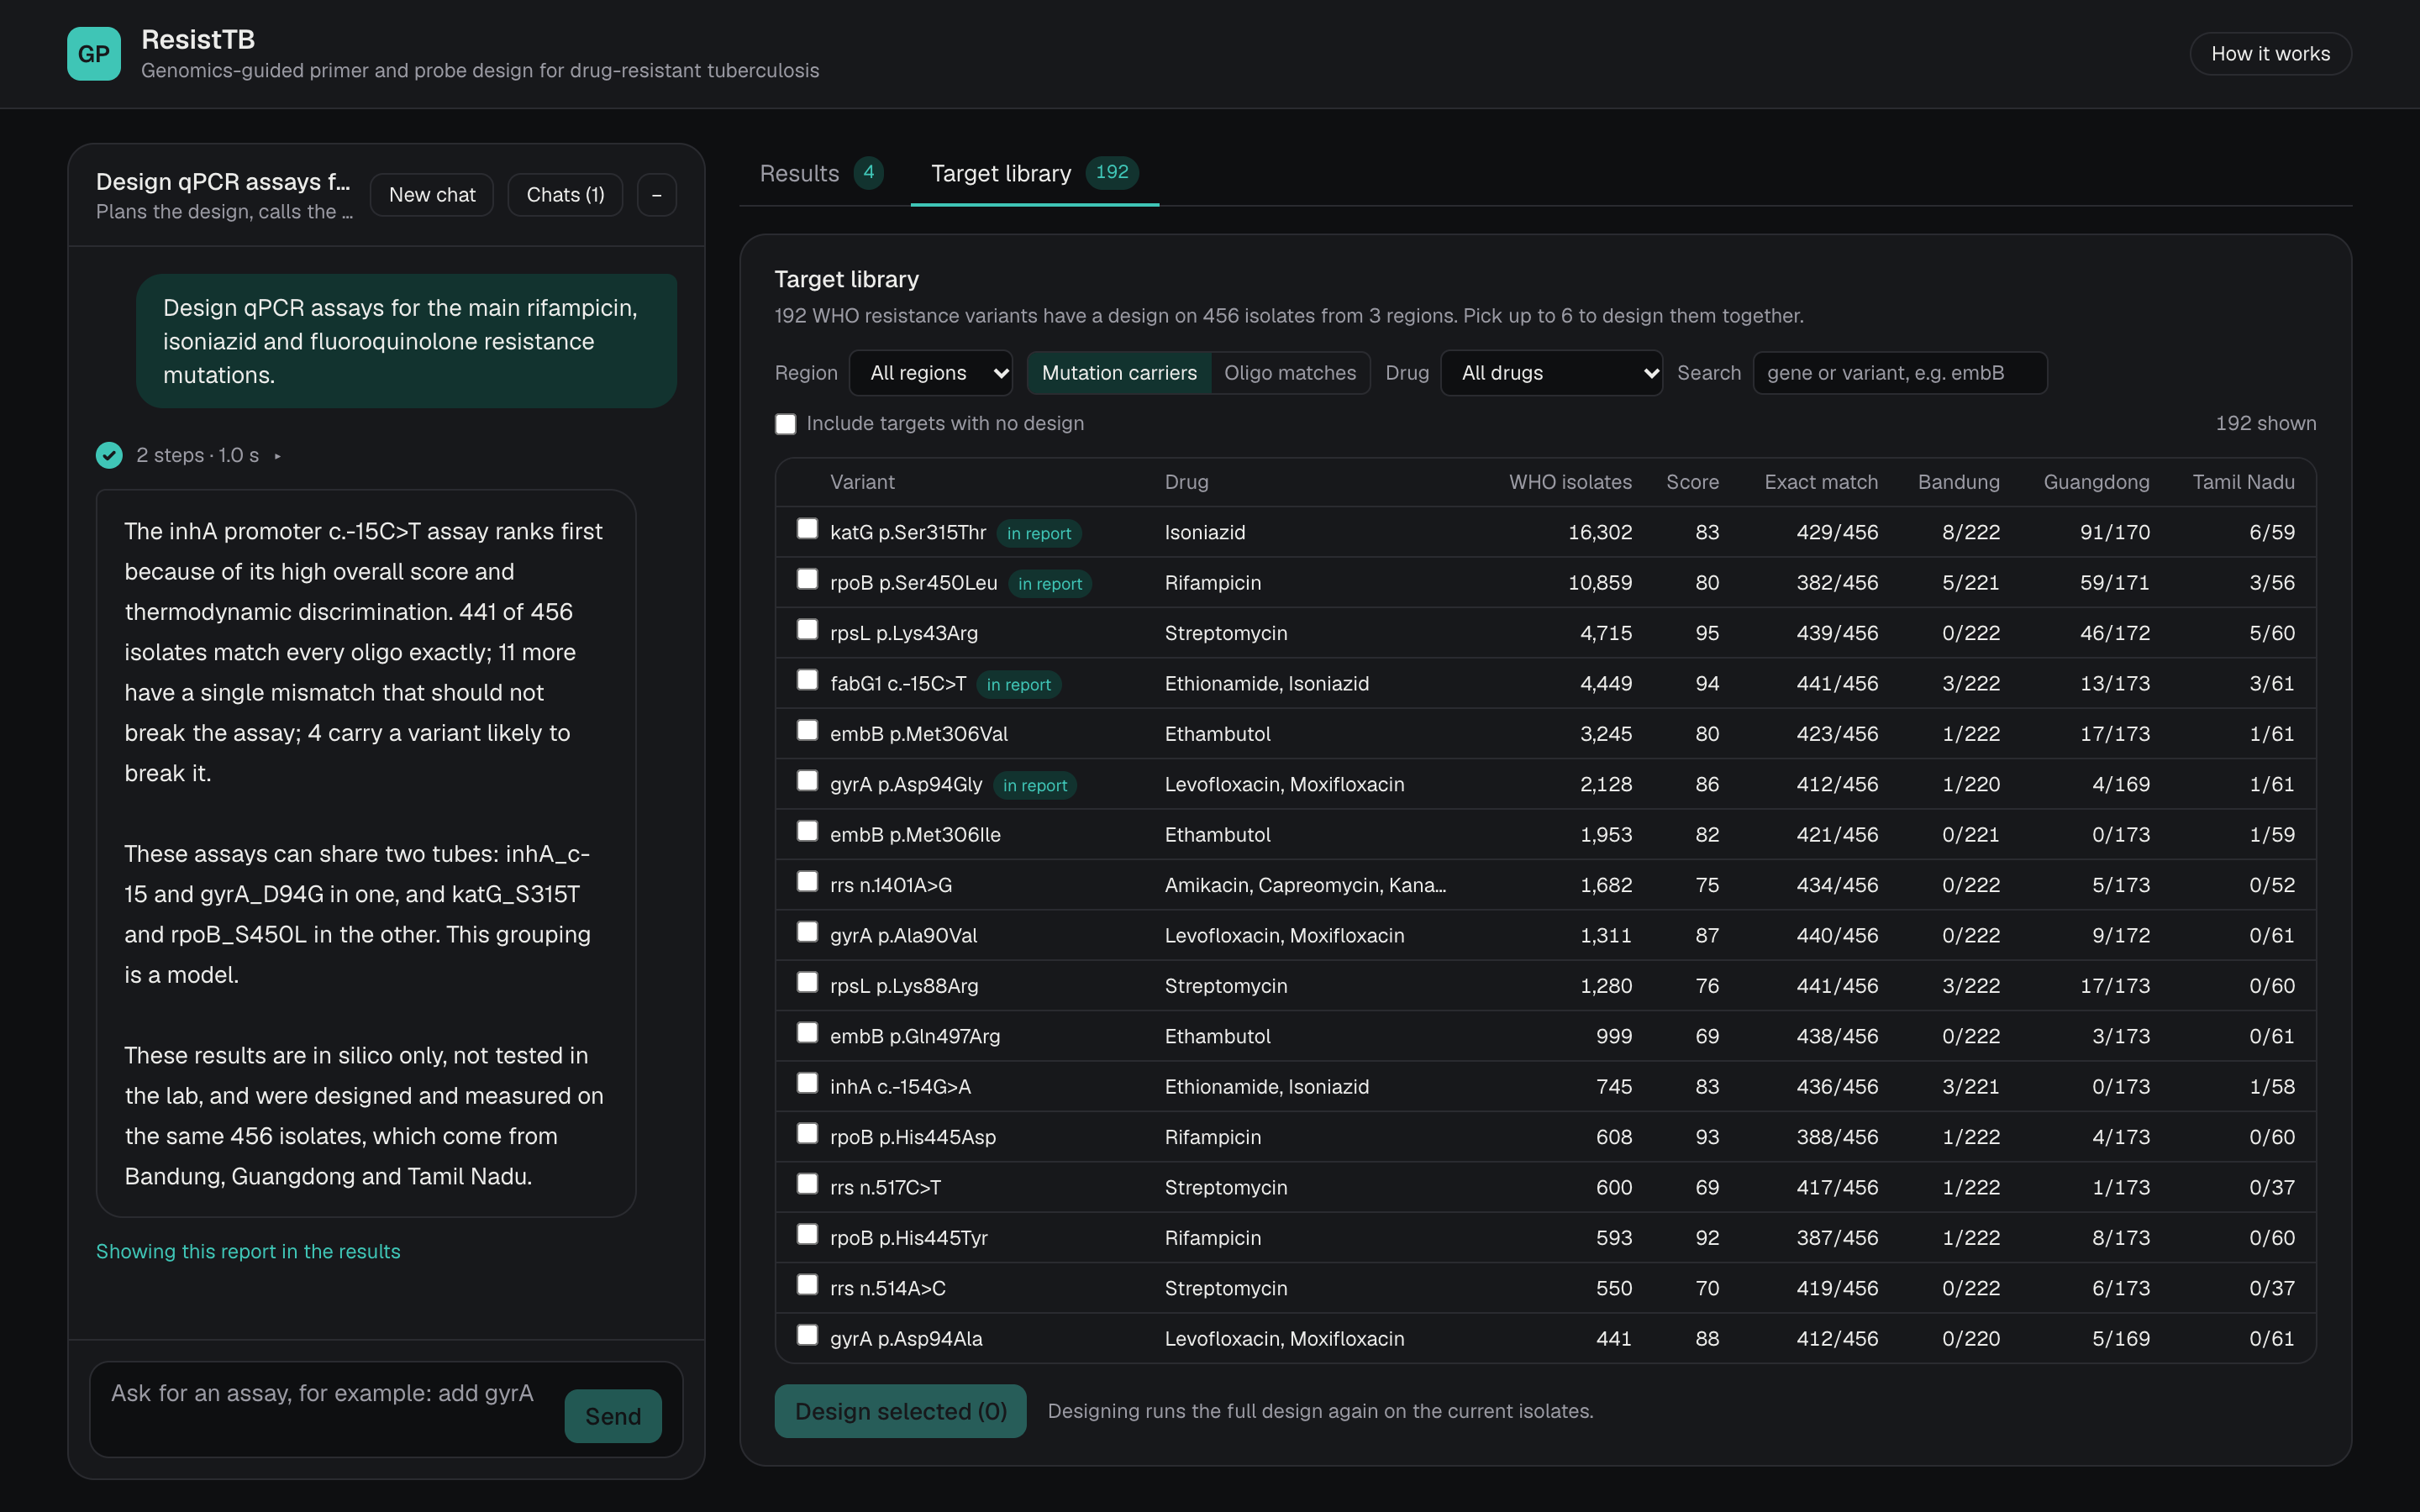 GP
ResistTB
Genomics-guided primer and probe design for drug-resistant tuberculosis
How it works
Design qPCR assays f...
Plans the design, calls the ...
New chat
Chats (1)
–
Design qPCR assays for the main rifampicin,
isoniazid and fluoroquinolone resistance
mutations.
2 steps · 1.0 s ▸
The inhA promoter c.-15C>T assay ranks first
because of its high overall score and
thermodynamic discrimination. 441 of 456
isolates match every oligo exactly; 11 more
have a single mismatch that should not
break the assay; 4 carry a variant likely to
break it.
These assays can share two tubes: inhA_c-
15 and gyrA_D94G in one, and katG_S315T
and rpoB_S450L in the other. This grouping
is a model.
These results are in silico only, not tested in
the lab, and were designed and measured on
the same 456 isolates, which come from
Bandung, Guangdong and Tamil Nadu.
Showing this report in the results
Ask for an assay, for example: add gyrA
Send
Results 4
Target library 192
Target library
192 WHO resistance variants have a design on 456 isolates from 3 regions. Pick up to 6 to design them together.
Region All regions Mutation carriers Oligo matches Drug All drugs Search gene or variant, e.g. embB
Include targets with no design
192 shown
Variant Drug WHO isolates Score Exact match Bandung Guangdong Tamil Nadu
katG p.Ser315Thr in report Isoniazid 16,302 83 429/456 8/222 91/170 6/59
rpoB p.Ser450Leu in report Rifampicin 10,859 80 382/456 5/221 59/171 3/56
rpsL p.Lys43Arg Streptomycin 4,715 95 439/456 0/222 46/172 5/60
fabG1 c.-15C>T in report Ethionamide, Isoniazid 4,449 94 441/456 3/222 13/173 3/61
embB p.Met306Val Ethambutol 3,245 80 423/456 1/222 17/173 1/61
gyrA p.Asp94Gly in report Levofloxacin, Moxifloxacin 2,128 86 412/456 1/220 4/169 1/61
embB p.Met306Ile Ethambutol 1,953 82 421/456 0/221 0/173 1/59
rrs n.1401A>G Amikacin, Capreomycin, Kana... 1,682 75 434/456 0/222 5/173 0/52
gyrA p.Ala90Val Levofloxacin, Moxifloxacin 1,311 87 440/456 0/222 9/172 0/61
rpsL p.Lys88Arg Streptomycin 1,280 76 441/456 3/222 17/173 0/60
embB p.Gln497Arg Ethambutol 999 69 438/456 0/222 3/173 0/61
inhA c.-154G>A Ethionamide, Isoniazid 745 83 436/456 3/221 0/173 1/58
rpoB p.His445Asp Rifampicin 608 93 388/456 1/222 4/173 0/60
rrs n.517C>T Streptomycin 600 69 417/456 1/222 1/173 0/37
rpoB p.His445Tyr Rifampicin 593 92 387/456 1/222 8/173 0/60
rrs n.514A>C Streptomycin 550 70 419/456 0/222 6/173 0/37
gyrA p.Asp94Ala Levofloxacin, Moxifloxacin 441 88 412/456 0/220 5/169 0/61
Design selected (0)
Designing runs the full design again on the current isolates.